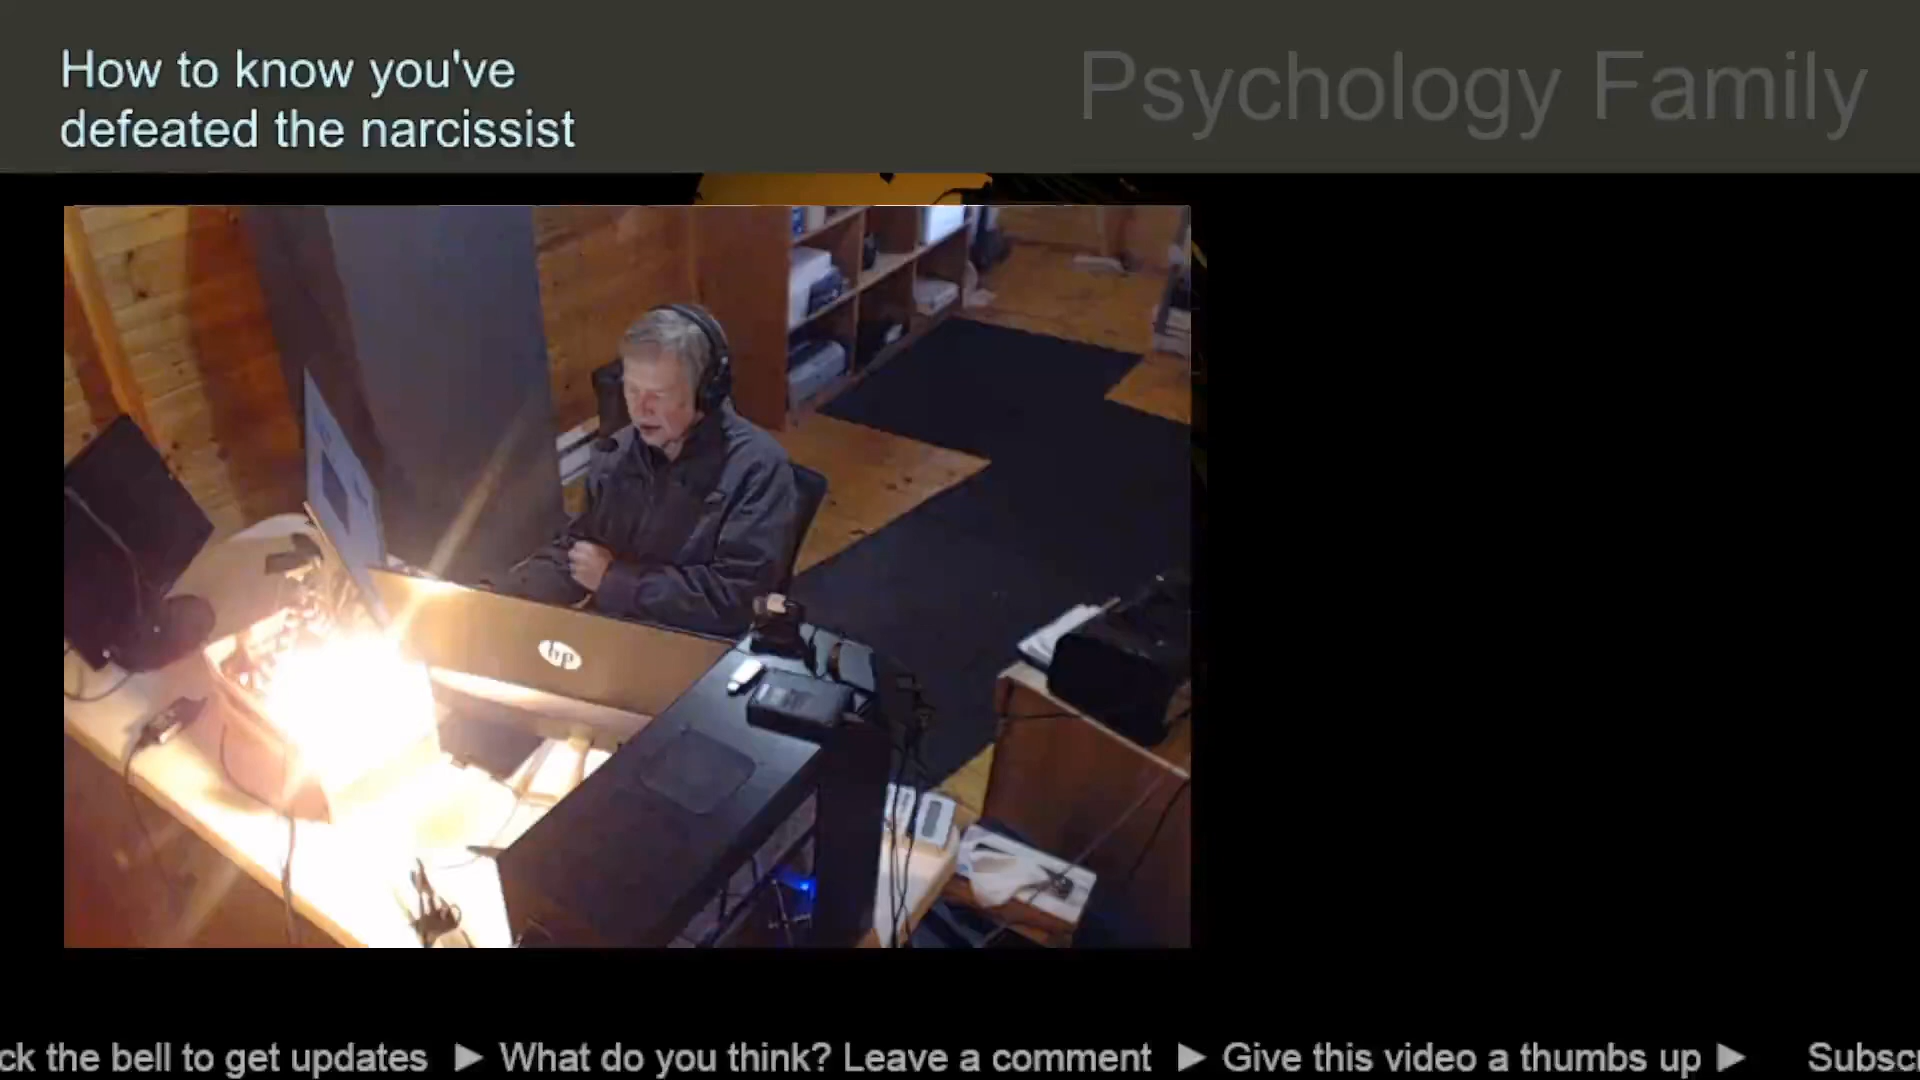 How to know you've
defeated the narcissist
Psychology Family
hp
ck the bell to get updates ▶ What do you think? Leave a comment ▶ Give this video a thumbs up ▶ Subsc